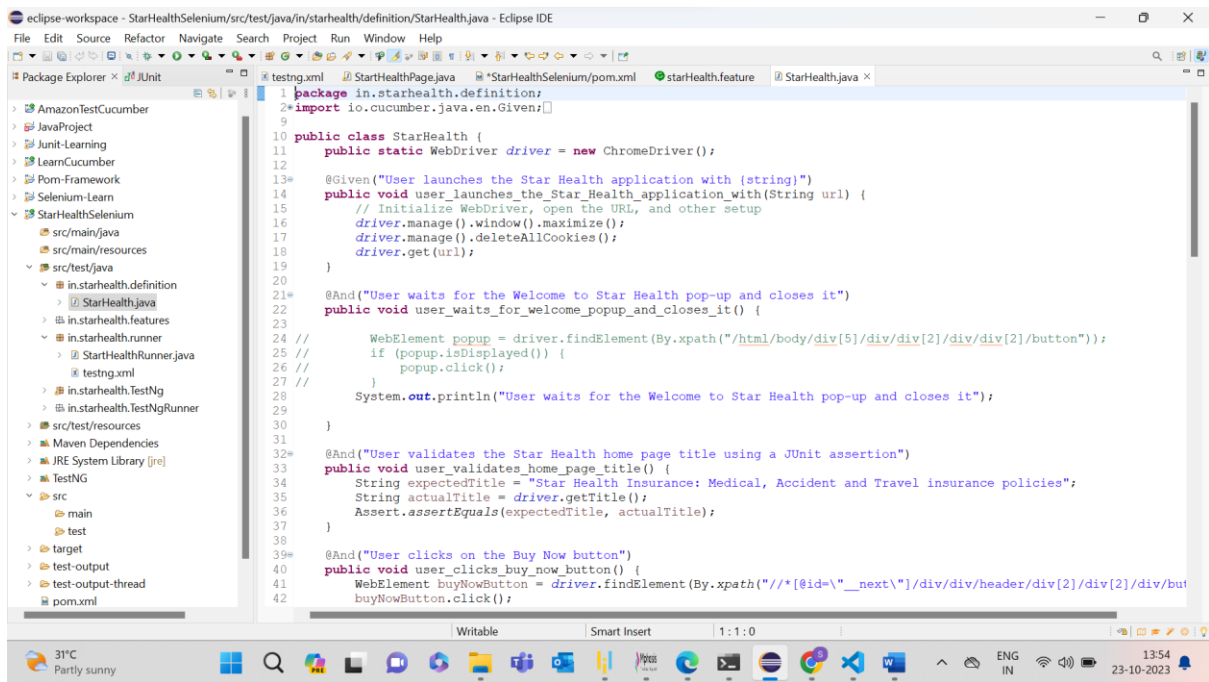 eclipse-workspace - StarHealthSelenium/src/test/java/in/starhealth/definition/StarHealth.java - Eclipse IDE
File Edit Source Refactor Navigate Search Project Run Window Help
Package Explorer JUnit
testng.xml StartHealthPage.java *StarHealthSelenium/pom.xml starHealth.feature StarHealth.java
AmazonTestCucumber
JavaProject
Junit-Learning
LearnCucumber
Pom-Framework
Selenium-Learn
StarHealthSelenium
src/main/java
src/main/resources
src/test/java
in.starhealth.definition
StarHealth.java
in.starhealth.features
in.starhealth.runner
StartHealthRunner.java
testng.xml
in.starhealth.TestNg
in.starhealth.TestNgRunner
src/test/resources
Maven Dependencies
JRE System Library [jre]
TestNG
src
main
test
target
test-output
test-output-thread
pom.xml
1 package in.starhealth.definition;
2 import io.cucumber.java.en.Given;
9
10 public class StarHealth {
11 public static WebDriver driver = new ChromeDriver();
12
13 @Given("User launches the Star Health application with {string}")
14 public void user_launches_the_Star_Health_application_with(String url) {
15 // Initialize WebDriver, open the URL, and other setup
16 driver.manage().window().maximize();
17 driver.manage().deleteAllCookies();
18 driver.get(url);
19 }
20
21 @And("User waits for the Welcome to Star Health pop-up and closes it")
22 public void user_waits_for_welcome_popup_and_closes_it() {
23
24 // WebElement popup = driver.findElement(By.xpath("/html/body/div[5]/div/div[2]/div/div[2]/button"));
25 // if (popup.isDisplayed()) {
26 // popup.click();
27 // }
28 System.out.println("User waits for the Welcome to Star Health pop-up and closes it");
29
30 }
31
32 @And("User validates the Star Health home page title using a JUnit assertion")
33 public void user_validates_home_page_title() {
34 String expectedTitle = "Star Health Insurance: Medical, Accident and Travel insurance policies";
35 String actualTitle = driver.getTitle();
36 Assert.assertEquals(expectedTitle, actualTitle);
37 }
38
39 @And("User clicks on the Buy Now button")
40 public void user_clicks_buy_now_button() {
41 WebElement buyNowButton = driver.findElement(By.xpath("//*[@id=\"__next\"]/div/div/header/div[2]/div[2]/div/but
42 buyNowButton.click();
Writable Smart Insert 1 : 1 : 0
31°C
Partly sunny
ENG
IN
13:54
23-10-2023